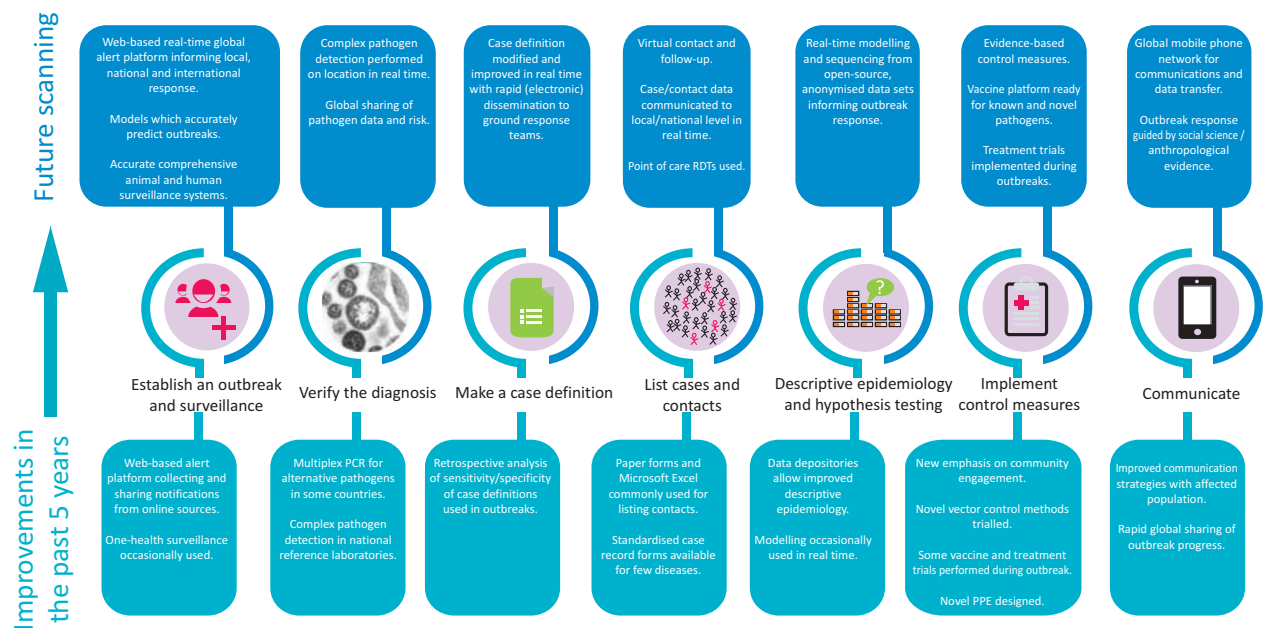 Future scanning
Web-based real-time global
alert platform informing local,
national and international
response.
Models which accurately
predict outbreaks.
Accurate comprehensive
animal and human
surveillance systems.
Complex pathogen
detection performed
on location in real time.
Global sharing of
pathogen data and risk.
Case definition
modified and
improved in real time
with rapid (electronic)
dissemination to
ground response
teams.
Virtual contact and
follow-up.
Case/contact data
communicated to
local/national level in
real time.
Point of care RDTs used.
Real-time modelling
and sequencing from
open-source,
anonymised data sets
informing outbreak
response.
Evidence-based
control measures.
Vaccine platform ready
for known and novel
pathogens.
Treatment trials
implemented during
outbreaks.
Global mobile phone
network for
communications and
data transfer.
Outbreak response
guided by social science /
anthropological
evidence.
?
Establish an outbreak
and surveillance
Verify the diagnosis
Make a case definition
List cases and
contacts
Descriptive epidemiology
and hypothesis testing
Implement
control measures
Communicate
Improvements in
the past 5 years
Web-based alert
platform collecting and
sharing notifications
from online sources.
One-health surveillance
occasionally used.
Multiplex PCR for
alternative pathogens
in some countries.
Complex pathogen
detection in national
reference laboratories.
Retrospective analysis
of sensitivity/specificity
of case definitions
used in outbreaks.
Paper forms and
Microsoft Excel
commonly used for
listing contacts.
Standardised case
record forms available
for few diseases.
Data depositories
allow improved
descriptive
epidemiology.
Modelling occasionally
used in real time.
New emphasis on community
engagement.
Novel vector control methods
trialled.
Some vaccine and treatment
trials performed during outbreak.
Novel PPE designed.
Improved communication
strategies with affected
population.
Rapid global sharing of
outbreak progress.